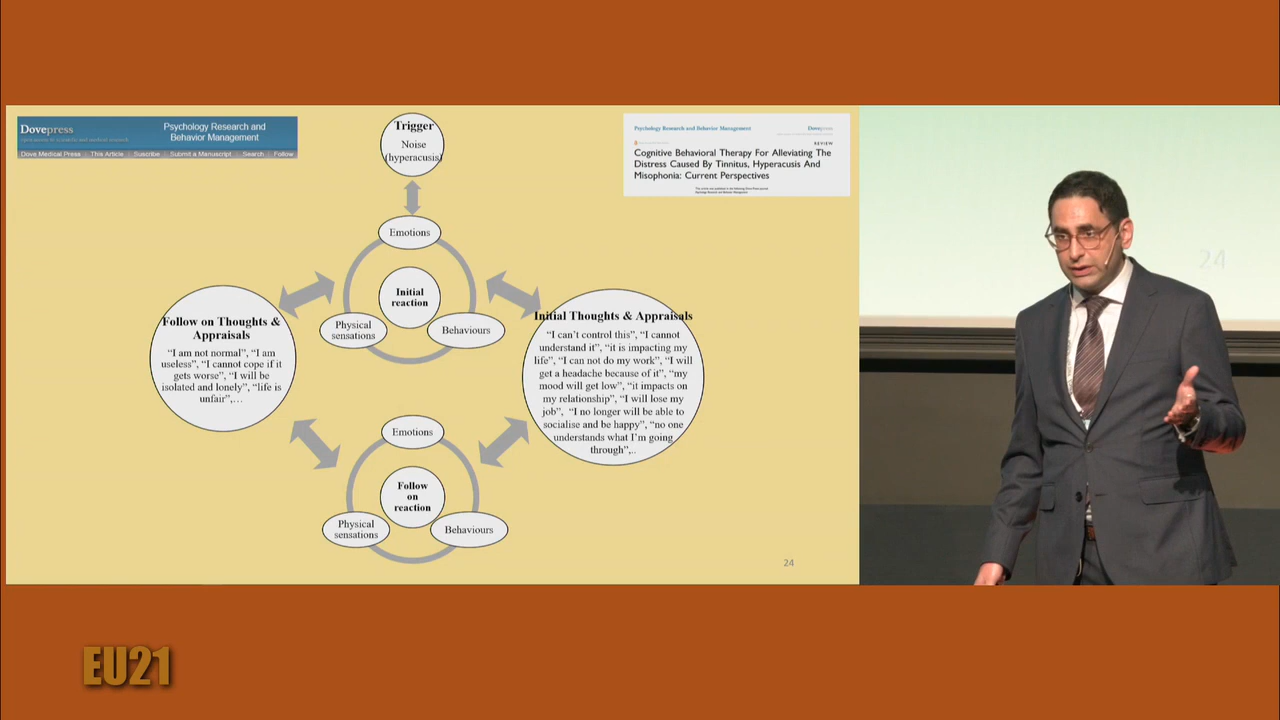 Dovepress
Psychology Research and
Behavior Management
Dove Medical Press
This Article
Suscribe
Submit a Manuscript
Search
Follow
Trigger
Noise
(hyperacusis)
Psychology Research and Behavior Management
Dovepress
REVIEW
Cognitive Behavioral Therapy For Alleviating The
Distress Caused By Tinnitus, Hyperacusis And
Misophonia: Current Perspectives
Emotions
Initial
reaction
Physical
sensations
Behaviours
Follow on Thoughts &
Appraisals
“I am not normal”, “I am
useless”, “I cannot cope if it
gets worse”, “I will be
isolated and lonely”, “life is
unfair”,…
Initial Thoughts & Appraisals
“I can’t control this”, “I cannot
understand it”, “it is impacting my
life”, “I can not do my work”, “I will
get a headache because of it”, “my
mood will get low”, “it impacts on
my relationship”, “I will lose my
job”, “I no longer will be able to
socialise and be happy”, “no one
understands what I’m going
through”,..
Emotions
Follow
on
reaction
Physical
sensations
Behaviours
24
24
EU21